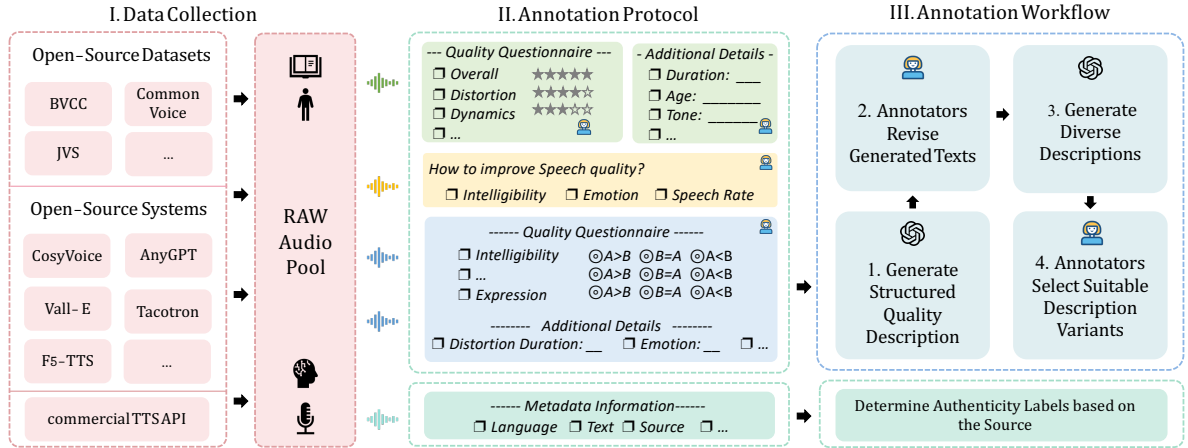 I. Data Collection
Open-Source Datasets
BVCC
Common
Voice
JVS
...
Open-Source Systems
CosyVoice
AnyGPT
Vall-E
Tacotron
F5-TTS
...
commercial TTS API
RAW
Audio
Pool
II. Annotation Protocol
--- Quality Questionnaire ---
❐ Overall ★★★★★
❐ Distortion ★★★★☆
❐ Dynamics ★★★☆☆
❐ ...
- Additional Details -
❐ Duration: ___
❐ Age: _______
❐ Tone: ______
❐ ...
How to improve Speech quality?
❐ Intelligibility ❐ Emotion ❐ Speech Rate
------ Quality Questionnaire ------
❐ Intelligibility ◎A>B ◎B=A ◎A<B
❐ ... ◎A>B ◎B=A ◎A<B
❐ Expression ◎A>B ◎B=A ◎A<B
-------- Additional Details --------
❐ Distortion Duration: __ ❐ Emotion: __ ❐ ...
------ Metadata Information------
❐ Language ❐ Text ❐ Source ❐ ...
III. Annotation Workflow
2. Annotators
Revise
Generated Texts
3. Generate
Diverse
Descriptions
1. Generate
Structured
Quality
Description
4. Annotators
Select Suitable
Description
Variants
Determine Authenticity Labels based on
the Source